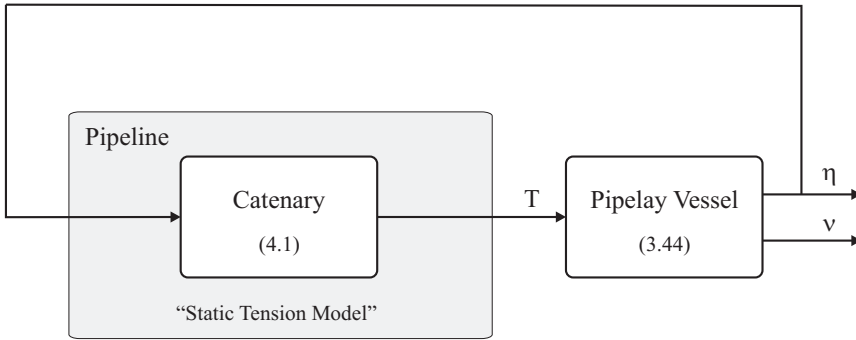 Pipeline
Catenary
(4.1)
“Static Tension Model”
T
Pipelay Vessel
(3.44)
η
ν